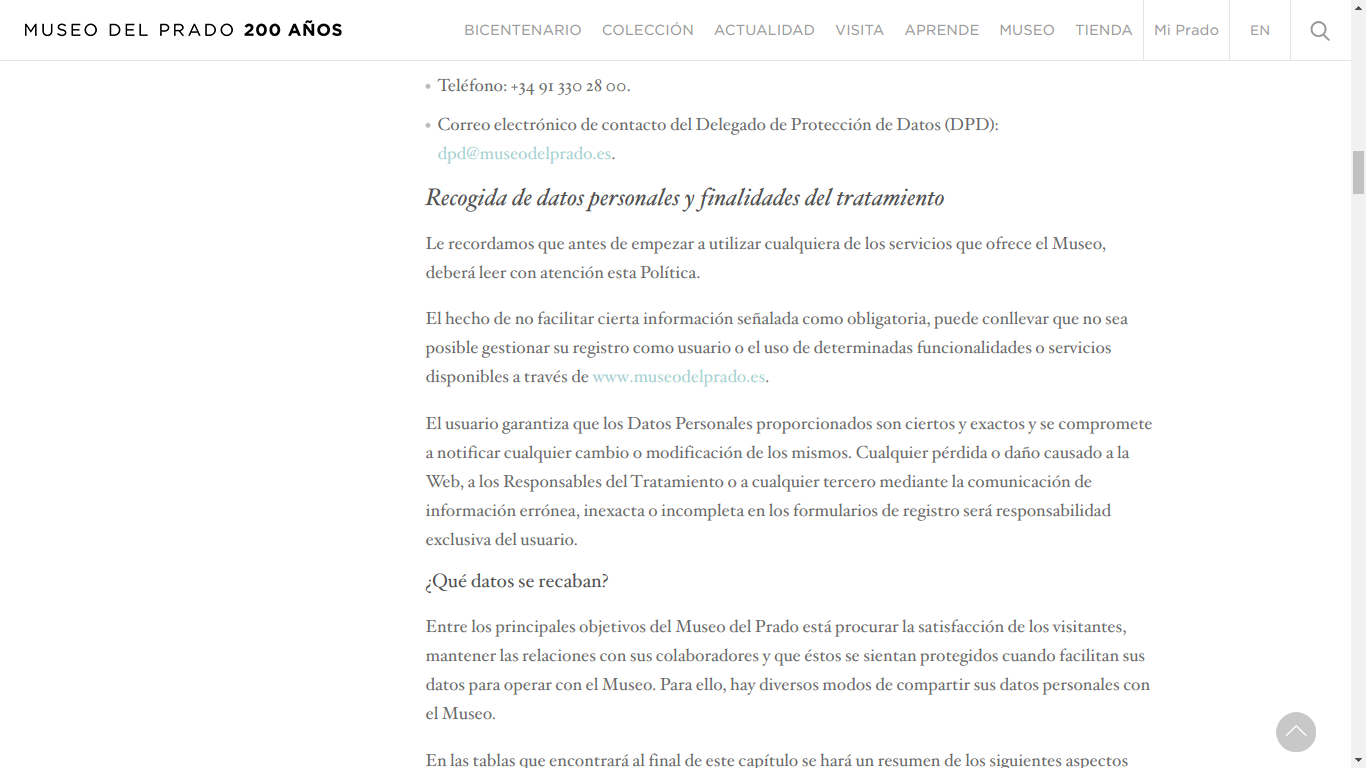 MUSEO DEL PRADO 200 AÑOS
BICENTENARIO COLECCIÓN ACTUALIDAD VISITA APRENDE MUSEO TIENDA Mi Prado EN
Teléfono: +34 91 330 28 00.
Correo electrónico de contacto del Delegado de Protección de Datos (DPD):
dpd@museodelprado.es.
Recogida de datos personales y finalidades del tratamiento
Le recordamos que antes de empezar a utilizar cualquiera de los servicios que ofrece el Museo,
deberá leer con atención esta Política.
El hecho de no facilitar cierta información señalada como obligatoria, puede conllevar que no sea
posible gestionar su registro como usuario o el uso de determinadas funcionalidades o servicios
disponibles a través de www.museodelprado.es.
El usuario garantiza que los Datos Personales proporcionados son ciertos y exactos y se compromete
a notificar cualquier cambio o modificación de los mismos. Cualquier pérdida o daño causado a la
Web, a los Responsables del Tratamiento o a cualquier tercero mediante la comunicación de
información errónea, inexacta o incompleta en los formularios de registro será responsabilidad
exclusiva del usuario.
¿Qué datos se recaban?
Entre los principales objetivos del Museo del Prado está procurar la satisfacción de los visitantes,
mantener las relaciones con sus colaboradores y que éstos se sientan protegidos cuando facilitan sus
datos para operar con el Museo. Para ello, hay diversos modos de compartir sus datos personales con
el Museo.
En las tablas que encontrará al final de este capítulo se hará un resumen de los siguientes aspectos